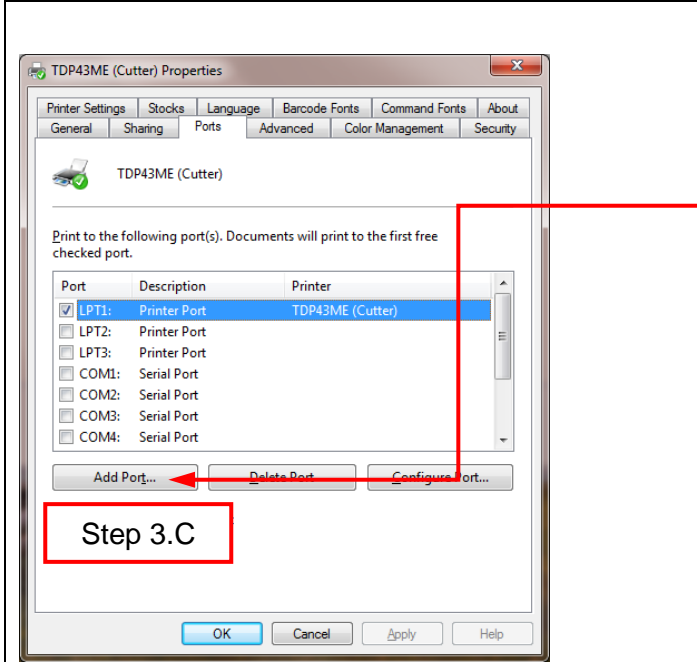 TDP43ME (Cutter) Properties
Printer Settings Stocks Language Barcode Fonts Command Fonts About
General Sharing Ports Advanced Color Management Security
TDP43ME (Cutter)
Print to the following port(s). Documents will print to the first free
checked port.
Port Description Printer
LPT1: Printer Port TDP43ME (Cutter)
LPT2: Printer Port
LPT3: Printer Port
COM1: Serial Port
COM2: Serial Port
COM3: Serial Port
COM4: Serial Port
Add Port... Delete Port Configure Port...
Step 3.C
OK Cancel Apply Help